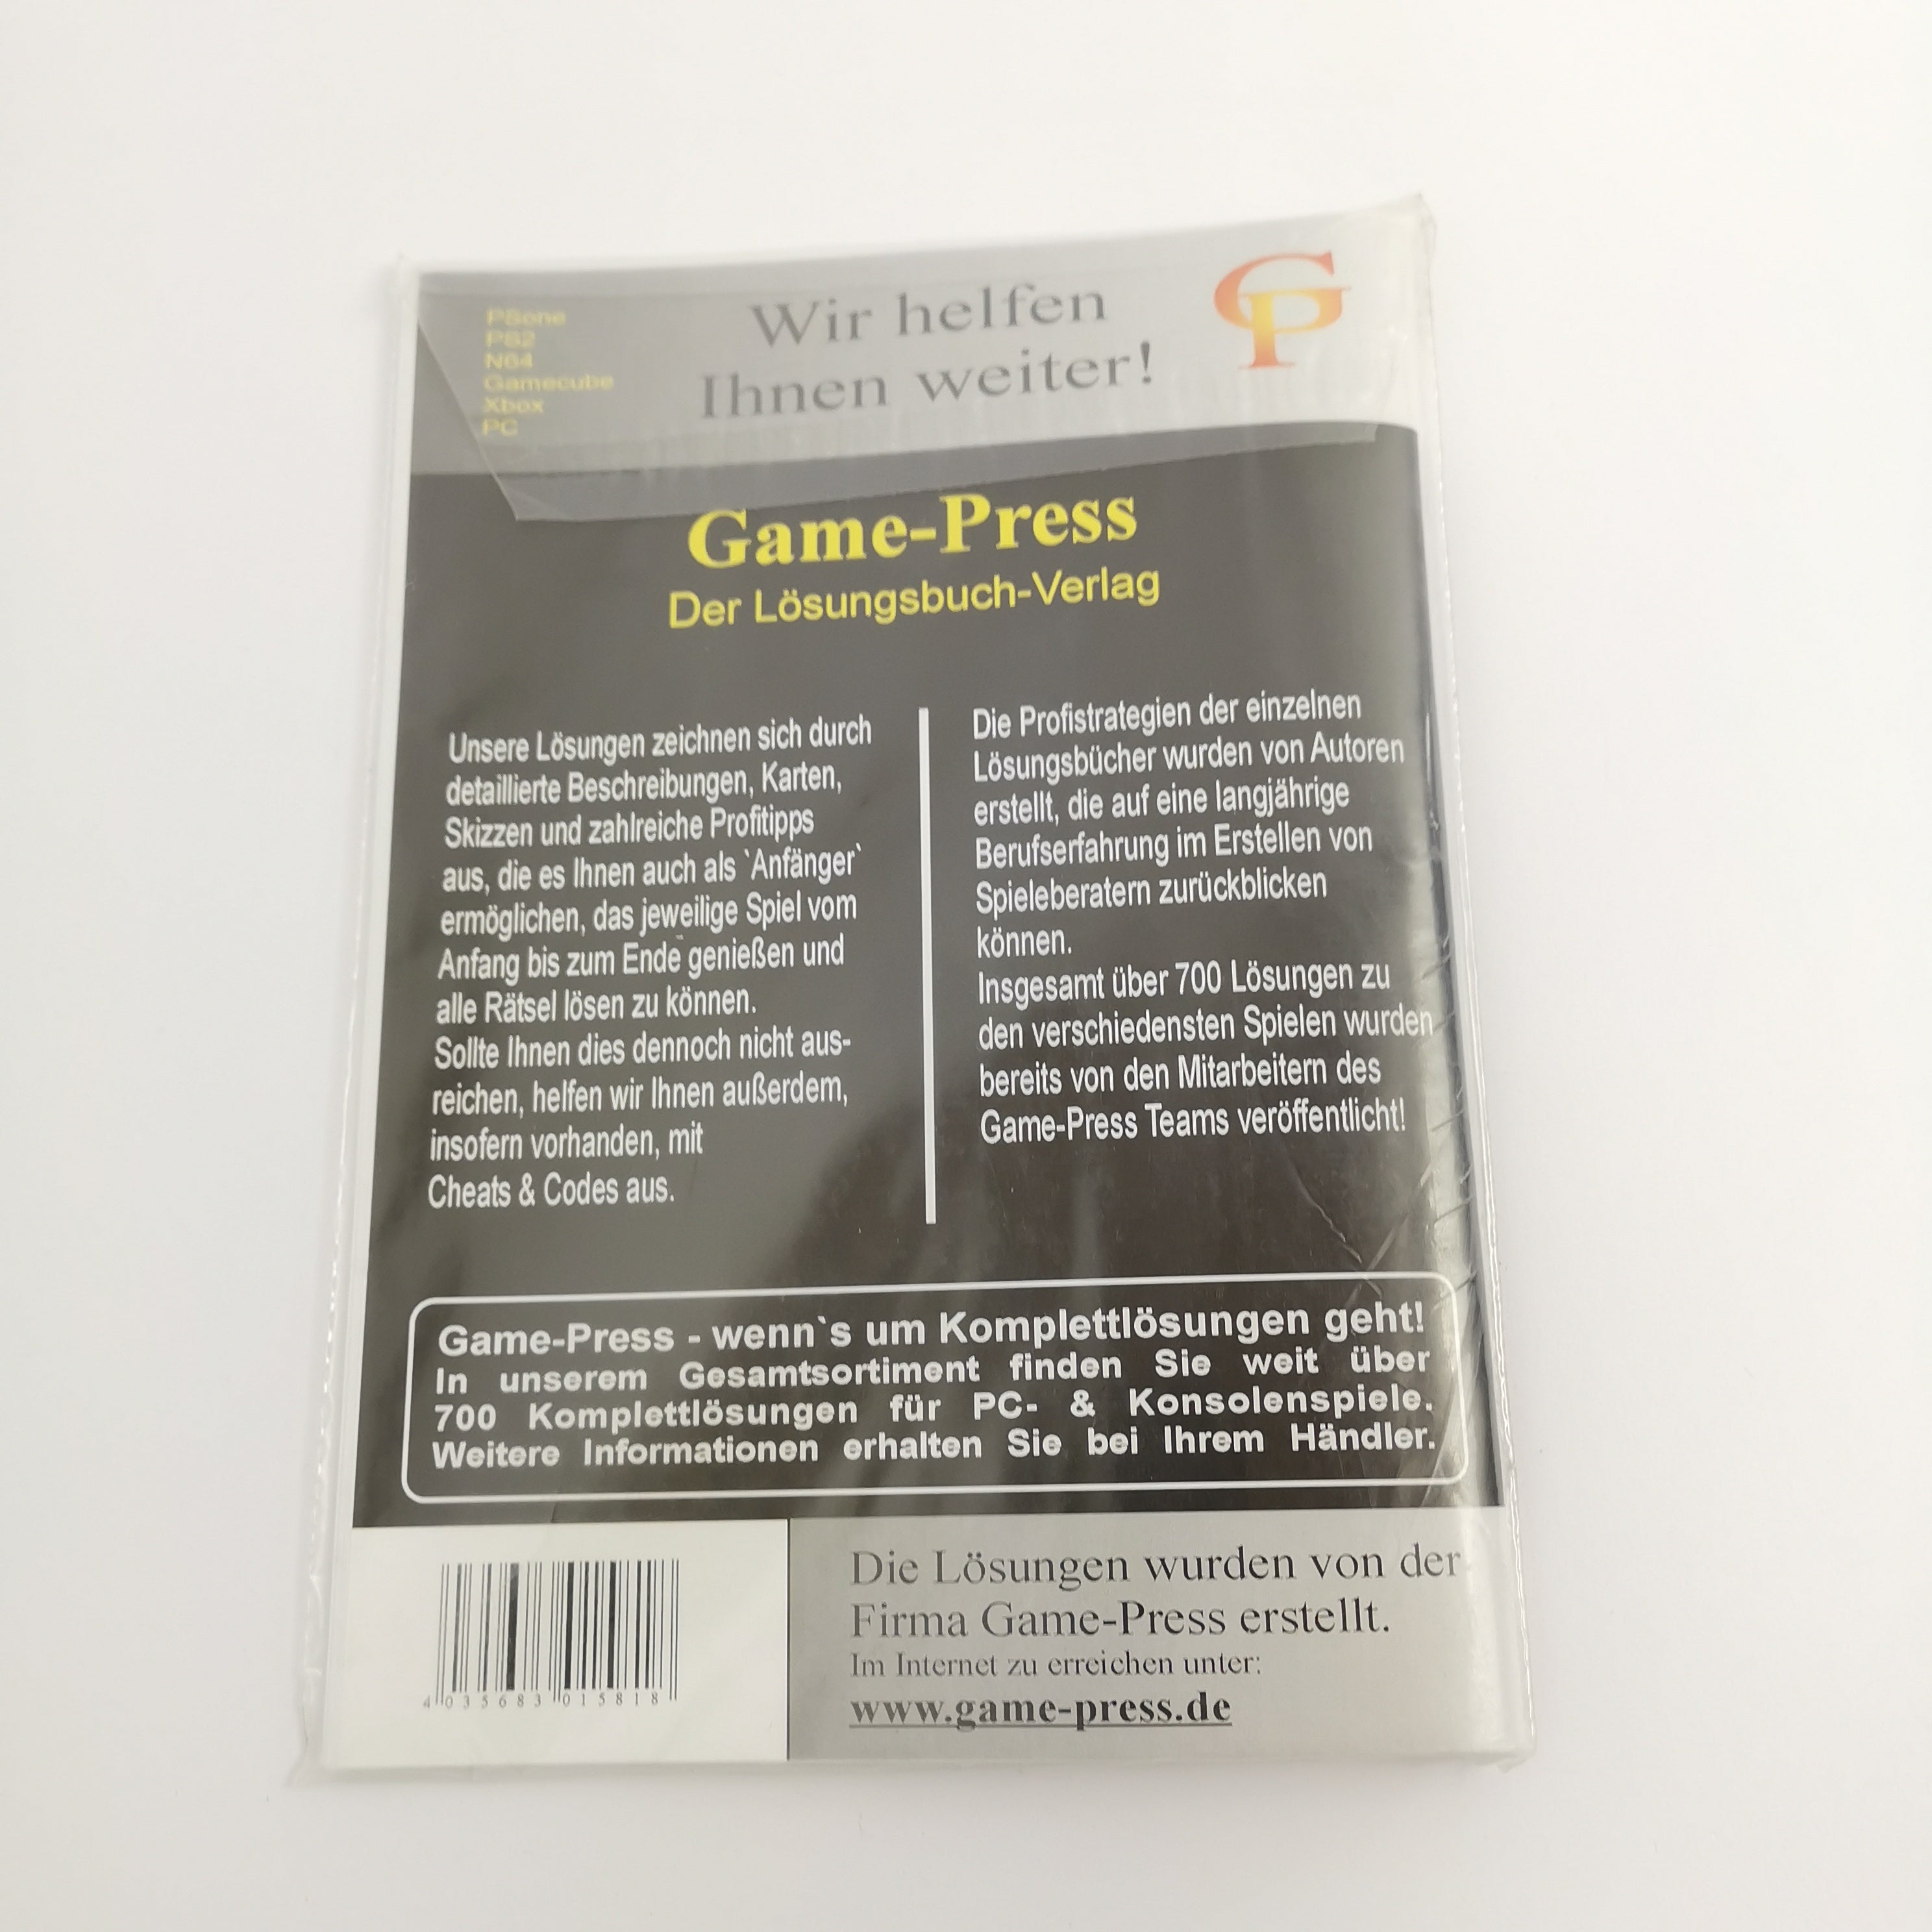 PSone
PS2
N64
Gamecube
Xbox
PC
Wir helfen
Ihnen weiter!
GP
Game-Press
Der Lösungsbuch-Verlag
Unsere Lösungen zeichnen sich durch
detaillierte Beschreibungen, Karten,
Skizzen und zahlreiche Profitipps
aus, die es Ihnen auch als `Anfänger`
ermöglichen, das jeweilige Spiel vom
Anfang bis zum Ende genießen und
alle Rätsel lösen zu können.
Sollte Ihnen dies dennoch nicht aus-
reichen, helfen wir Ihnen außerdem,
insofern vorhanden, mit
Cheats & Codes aus.
Die Profistrategien der einzelnen
Lösungsbücher wurden von Autoren
erstellt, die auf eine langjährige
Berufserfahrung im Erstellen von
Spieleberatern zurückblicken
können.
Insgesamt über 700 Lösungen zu
den verschiedensten Spielen wurden
bereits von den Mitarbeitern des
Game-Press Teams veröffentlicht!
Game-Press - wenn`s um Komplettlösungen geht!
In unserem Gesamtsortiment finden Sie weit über
700 Komplettlösungen für PC- & Konsolenspiele.
Weitere Informationen erhalten Sie bei Ihrem Händler.
4 035683 015818
Die Lösungen wurden von der
Firma Game-Press erstellt.
Im Internet zu erreichen unter:
www.game-press.de